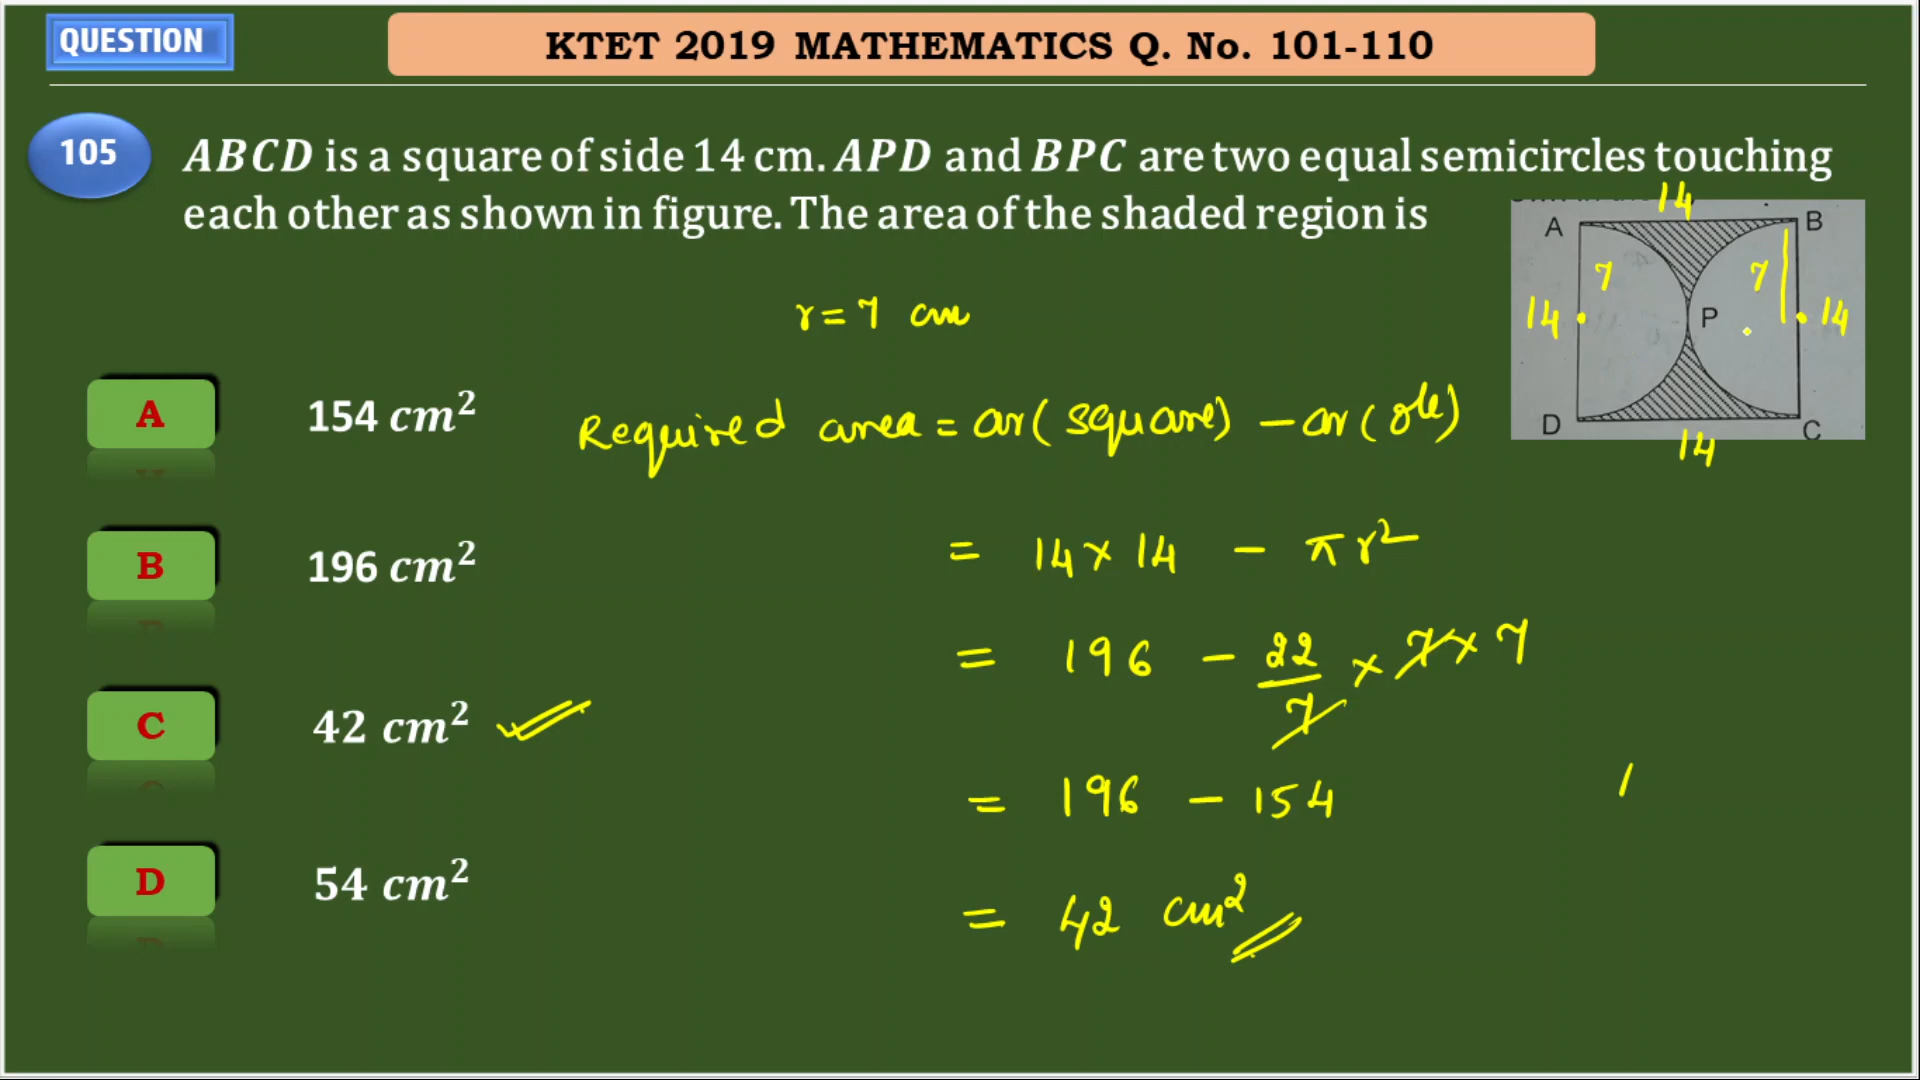 QUESTION
KTET 2019 MATHEMATICS Q. No. 101-110
105
ABCD is a square of side 14 cm. APD and BPC are two equal semicircles touching
each other as shown in figure. The area of the shaded region is
14
A
B
7
7
14
P
14
D
C
14
r = 7 cm
A
154 cm²
Required area = ar( square) - ar( ole)
B
196 cm²
= 14 × 14 - πr²
= 196 - 22/7 × 7 × 7
C
42 cm²
= 196 - 154
D
54 cm²
= 42 cm²